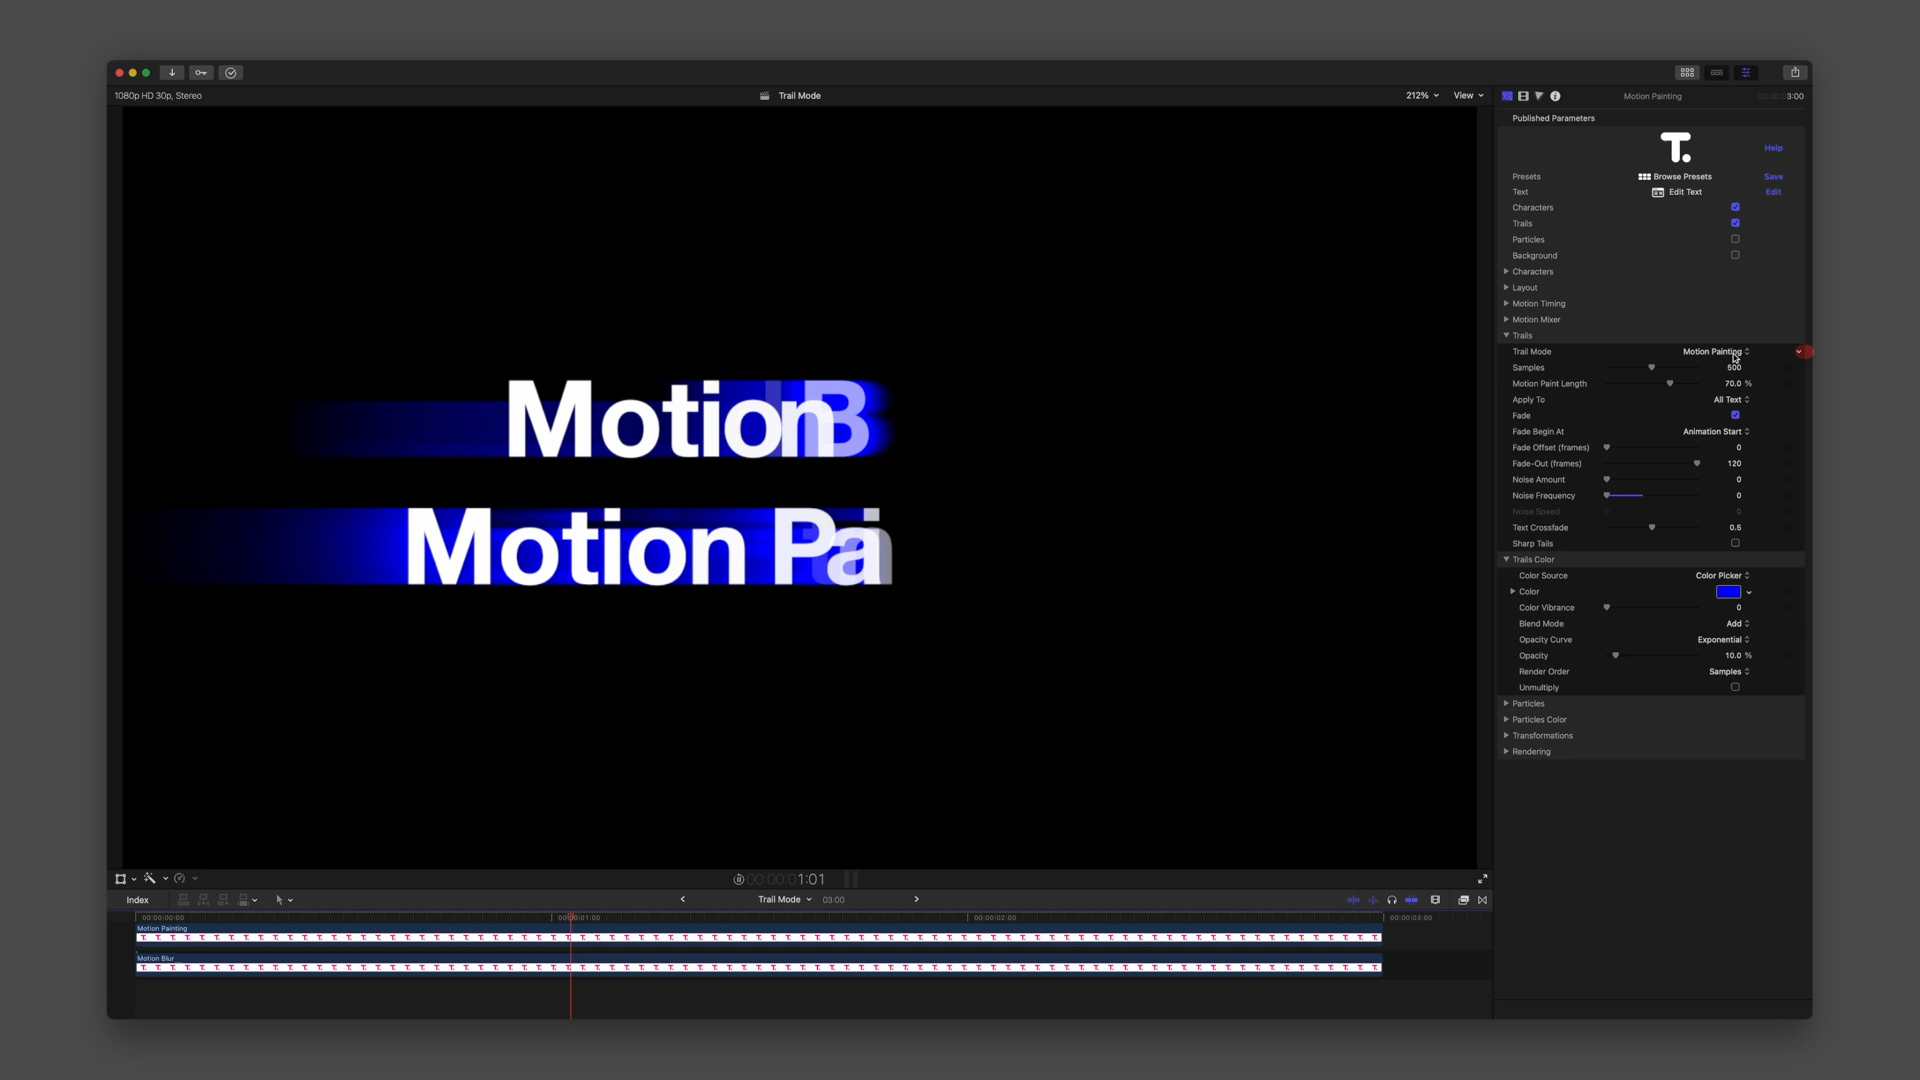 1080p HD 30p, Stereo
Trail Mode
212%
View
Motion Painting
3:00
Published Parameters
T.
Help
Presets
Browse Presets
Save
Text
Edit Text
Edit
Characters
Trails
Particles
Background
Characters
Layout
Motion Timing
Motion Mixer
Trails
Trail Mode
Motion Painting
Samples
500
Motion Paint Length
70.0 %
Apply To
All Text
Fade
Fade Begin At
Animation Start
Fade Offset (frames)
0
Fade-Out (frames)
120
Noise Amount
0
Noise Frequency
0
Noise Speed
0
Text Crossfade
0.5
Sharp Tails
Trails Color
Color Source
Color Picker
Color
Color Vibrance
0
Blend Mode
Add
Opacity Curve
Exponential
Opacity
10.0 %
Render Order
Samples
Unmultiply
Particles
Particles Color
Transformations
Rendering
Motion B
Motion Pai
00:00:01:01
Index
Trail Mode
03:00
00:00:00:00
00:00:01:00
00:00:02:00
00:00:03:00
Motion Painting
Motion Blur